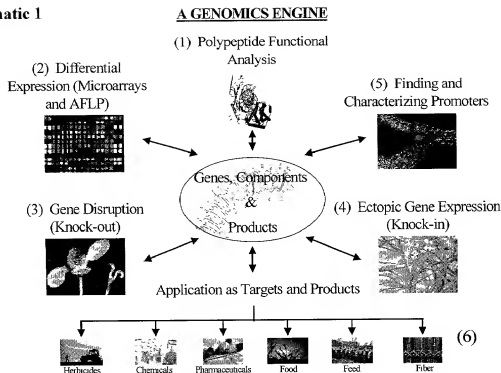 natic 1
A GENOMICS ENGINE
(1) Polypeptide Functional
Analysis
(2) Differential
Expression (Microarrays
and AFLP)
(5) Finding and
Characterizing Promoters
Genes, Components
&
Products
(3) Gene Disruption
(Knock-out)
(4) Ectopic Gene Expression
(Knock-in)
Application as Targets and Products
(6)
Herbicides Chemicals Pharmaceuticals Food Feed Fiber